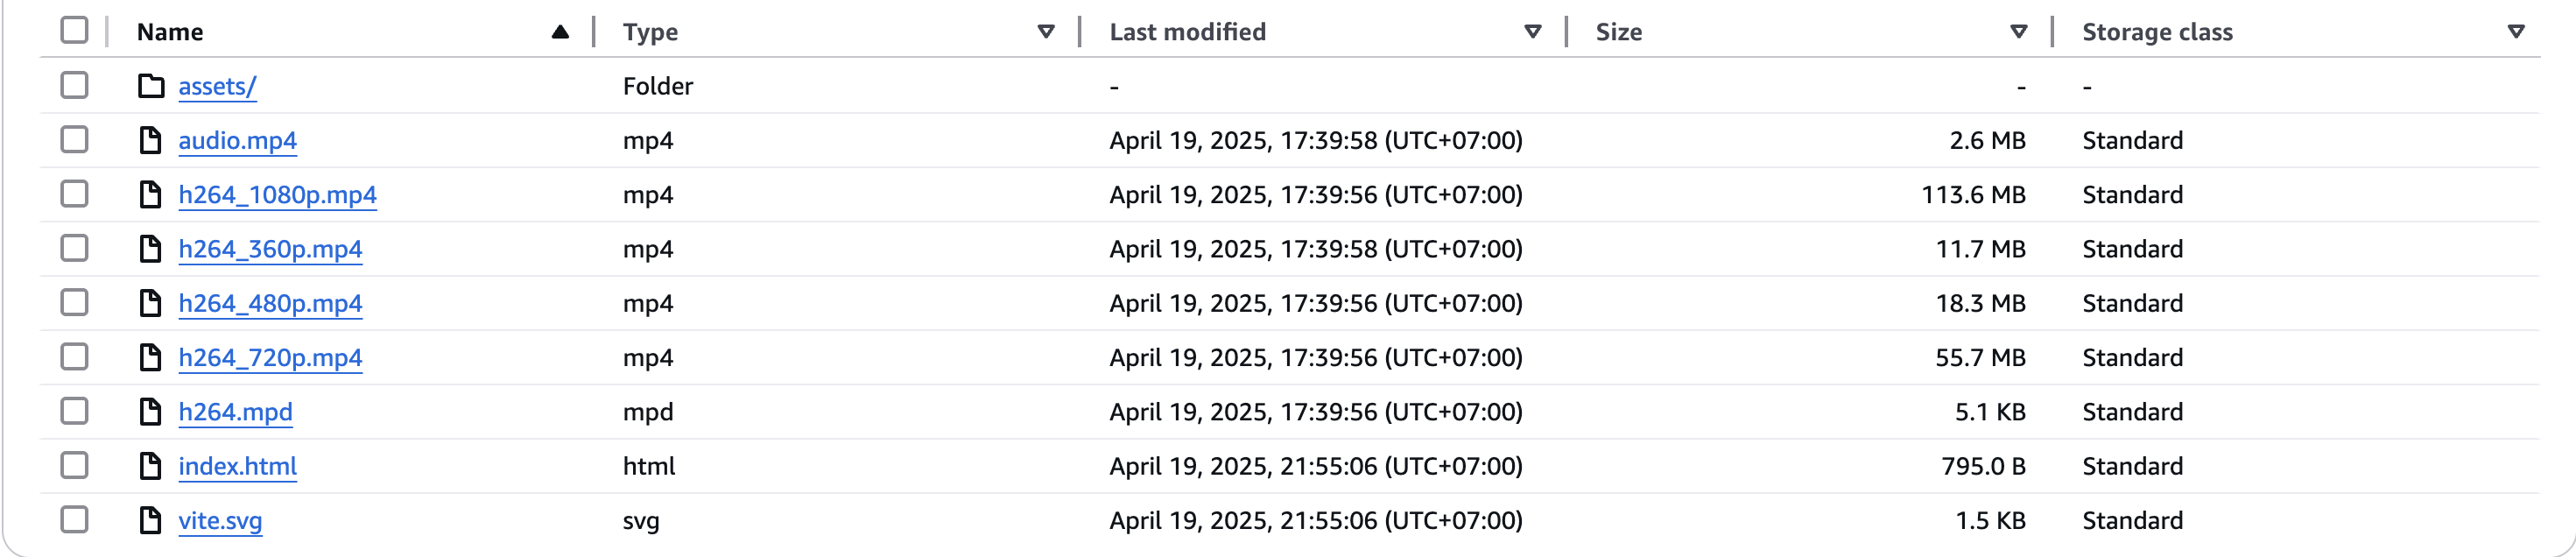 Name Type Last modified Size Storage class
assets/ Folder - - -
audio.mp4 mp4 April 19, 2025, 17:39:58 (UTC+07:00) 2.6 MB Standard
h264_1080p.mp4 mp4 April 19, 2025, 17:39:56 (UTC+07:00) 113.6 MB Standard
h264_360p.mp4 mp4 April 19, 2025, 17:39:58 (UTC+07:00) 11.7 MB Standard
h264_480p.mp4 mp4 April 19, 2025, 17:39:56 (UTC+07:00) 18.3 MB Standard
h264_720p.mp4 mp4 April 19, 2025, 17:39:56 (UTC+07:00) 55.7 MB Standard
h264.mpd mpd April 19, 2025, 17:39:56 (UTC+07:00) 5.1 KB Standard
index.html html April 19, 2025, 21:55:06 (UTC+07:00) 795.0 B Standard
vite.svg svg April 19, 2025, 21:55:06 (UTC+07:00) 1.5 KB Standard